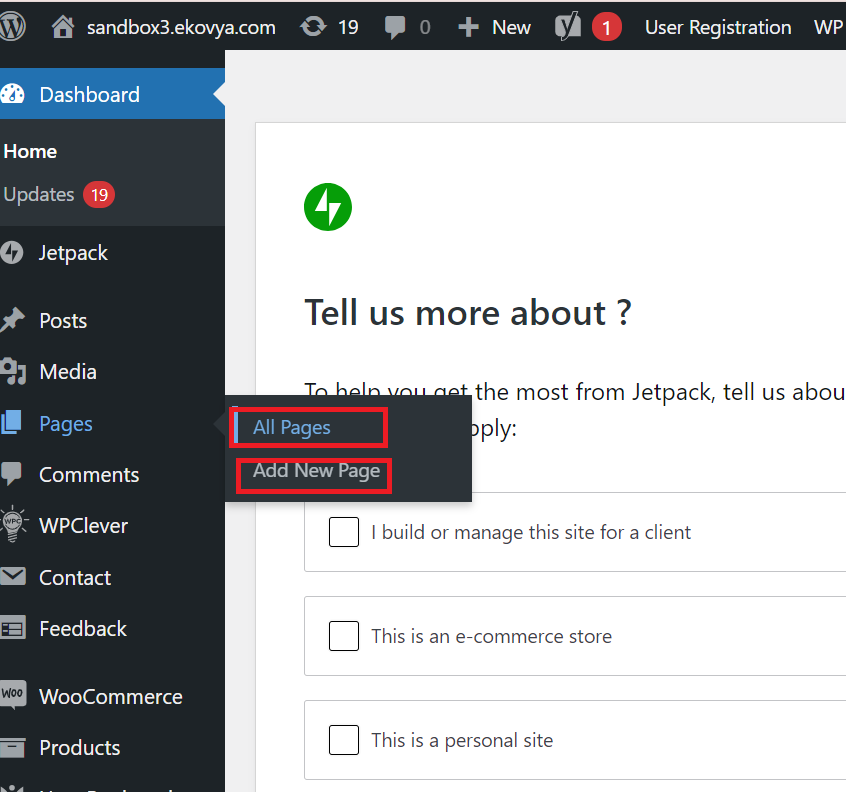 sandbox3.ekovya.com 19 0 New 1 User Registration WP
Dashboard
Home
Updates 19
Jetpack
Posts
Media
Pages
Comments
WPClever
Contact
Feedback
WooCommerce
Products
All Pages
Add New Page
Tell us more about ?
To help you get the most from Jetpack, tell us abou
pply:
I build or manage this site for a client
This is an e-commerce store
This is a personal site